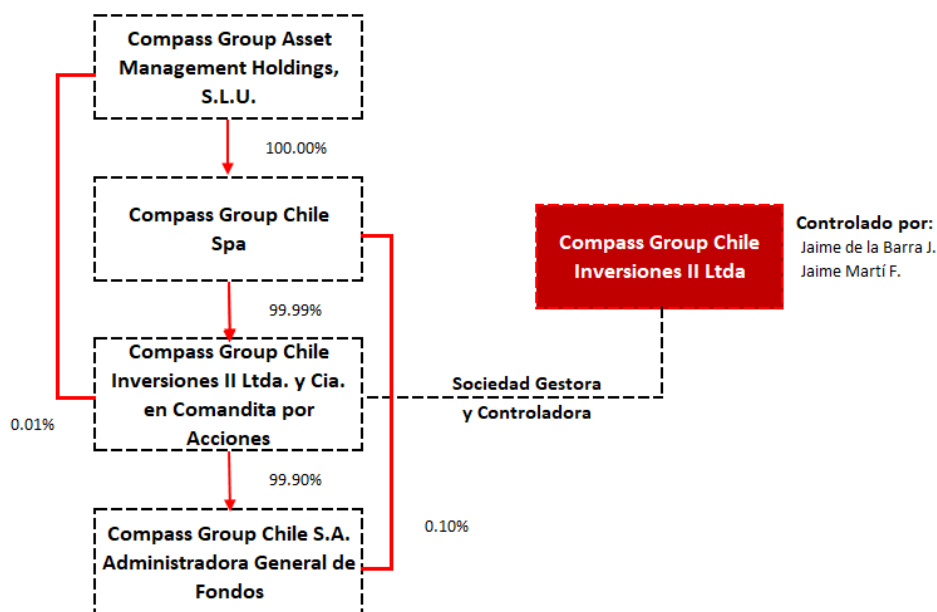 Compass Group Asset
Management Holdings,
S.L.U.
100.00%
Compass Group Chile
Spa
99.99%
Compass Group Chile
Inversiones II Ltda. y Cia.
en Comandita por
Acciones
0.01%
99.90%
Compass Group Chile S.A.
Administradora General de
Fondos
0.10%
Sociedad Gestora
y Controladora
Compass Group Chile
Inversiones II Ltda
Controlado por:
Jaime de la Barra J.
Jaime Martí F.